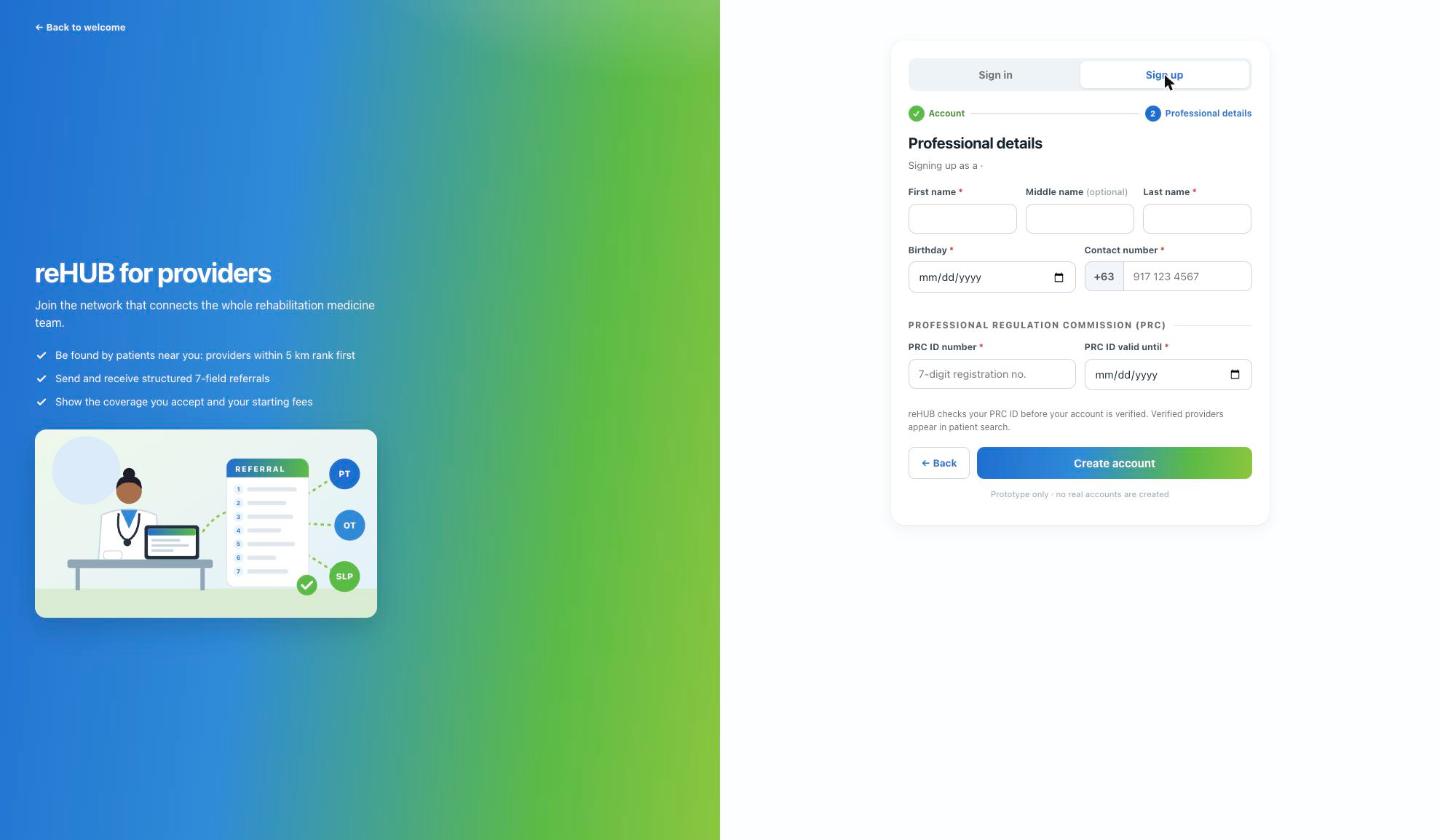 ← Back to welcome
reHUB for providers
Join the network that connects the whole rehabilitation medicine
team.
Be found by patients near you: providers within 5 km rank first
Send and receive structured 7-field referrals
Show the coverage you accept and your starting fees
REFERRAL
1
2
3
4
5
6
7
PT
OT
SLP
Sign in
Sign up
Account
2 Professional details
Professional details
Signing up as a ·
First name *
Middle name (optional)
Last name *
Birthday *
Contact number *
mm/dd/yyyy
+63
917 123 4567
PROFESSIONAL REGULATION COMMISSION (PRC)
PRC ID number *
PRC ID valid until *
7-digit registration no.
mm/dd/yyyy
reHUB checks your PRC ID before your account is verified. Verified providers
appear in patient search.
← Back
Create account
Prototype only · no real accounts are created